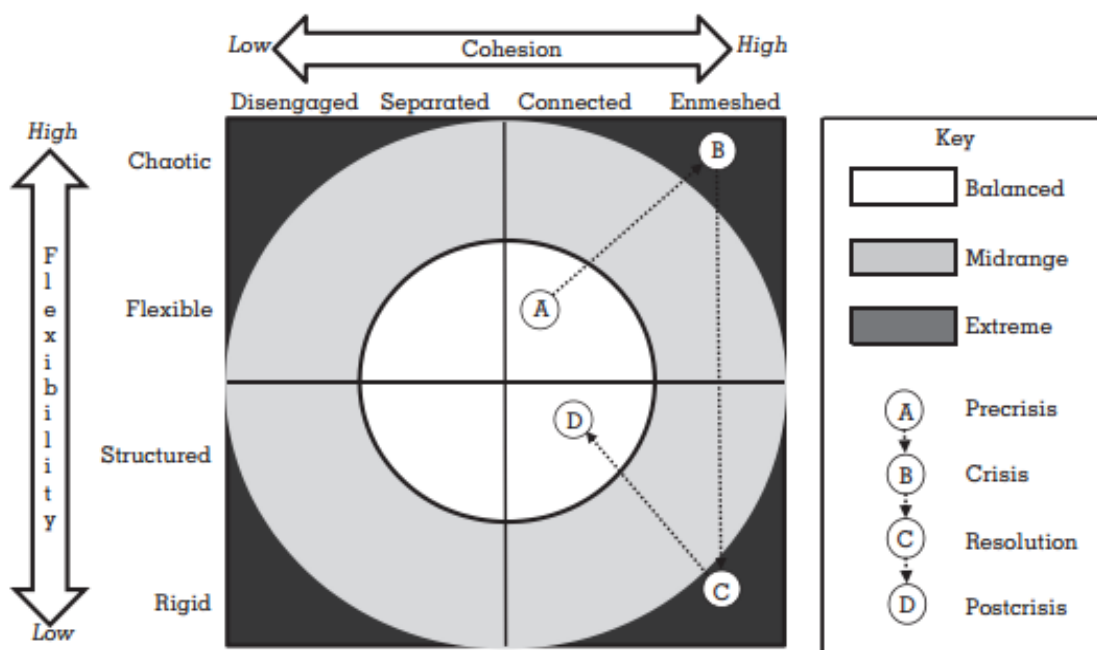 Low Cohesion High
Disengaged Separated Connected Enmeshed
High
Flexibility
Low
Chaotic
Flexible
Structured
Rigid
A
B
C
D
Key
Balanced
Midrange
Extreme
A Precrisis
B Crisis
C Resolution
D Postcrisis